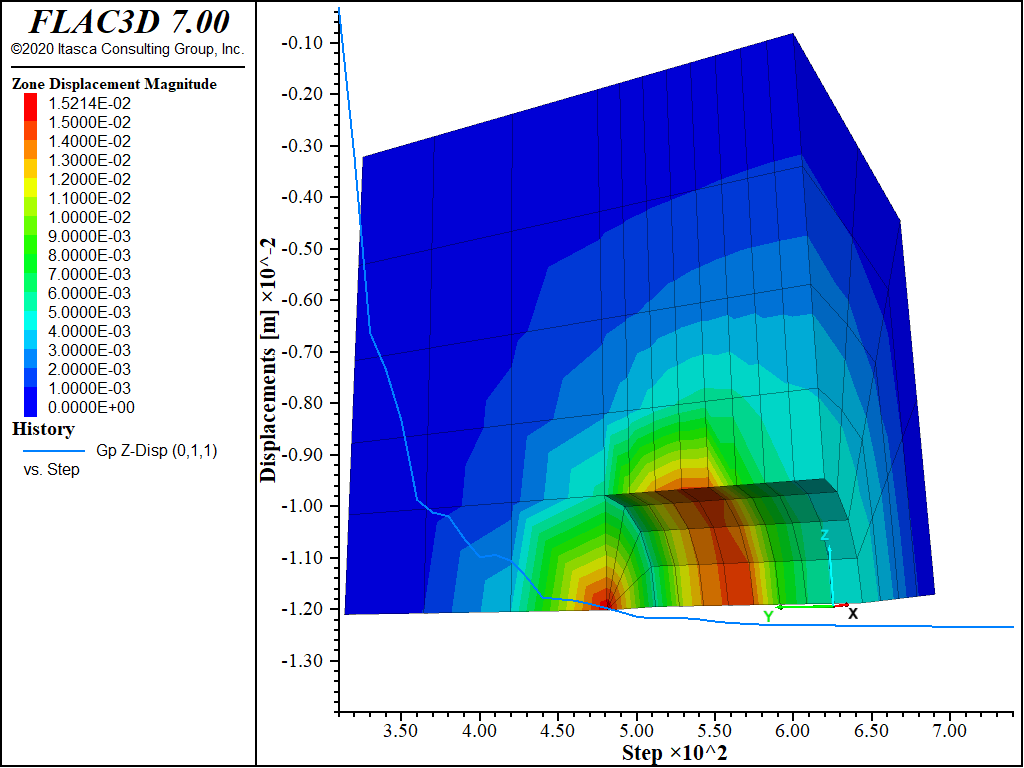 FLAC3D 7.00
©2020 Itasca Consulting Group, Inc.
Zone Displacement Magnitude
1.5214E-02
1.5000E-02
1.4000E-02
1.3000E-02
1.2000E-02
1.1000E-02
1.0000E-02
9.0000E-03
8.0000E-03
7.0000E-03
6.0000E-03
5.0000E-03
4.0000E-03
3.0000E-03
2.0000E-03
1.0000E-03
0.0000E+00
History
Gp Z-Disp (0,1,1)
vs. Step
Displacements [m] ×10^-2
-0.10
-0.20
-0.30
-0.40
-0.50
-0.60
-0.70
-0.80
-0.90
-1.00
-1.10
-1.20
-1.30
Z
Y
X
3.50 4.00 4.50 5.00 5.50 6.00 6.50 7.00
Step ×10^2